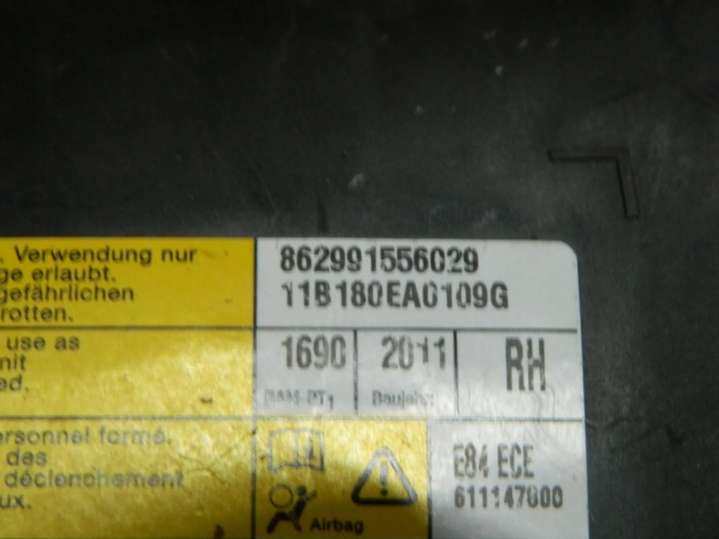 . Verwendung nur
ge erlaubt.
gefährlichen
rotten.
862991556029
11B180EA0109G
use as
nit
ed.
1690
2011
RH
Baujahr
ersonnel formé.
des
déclenchement
ux.
Airbag
E84 ECE
611147000